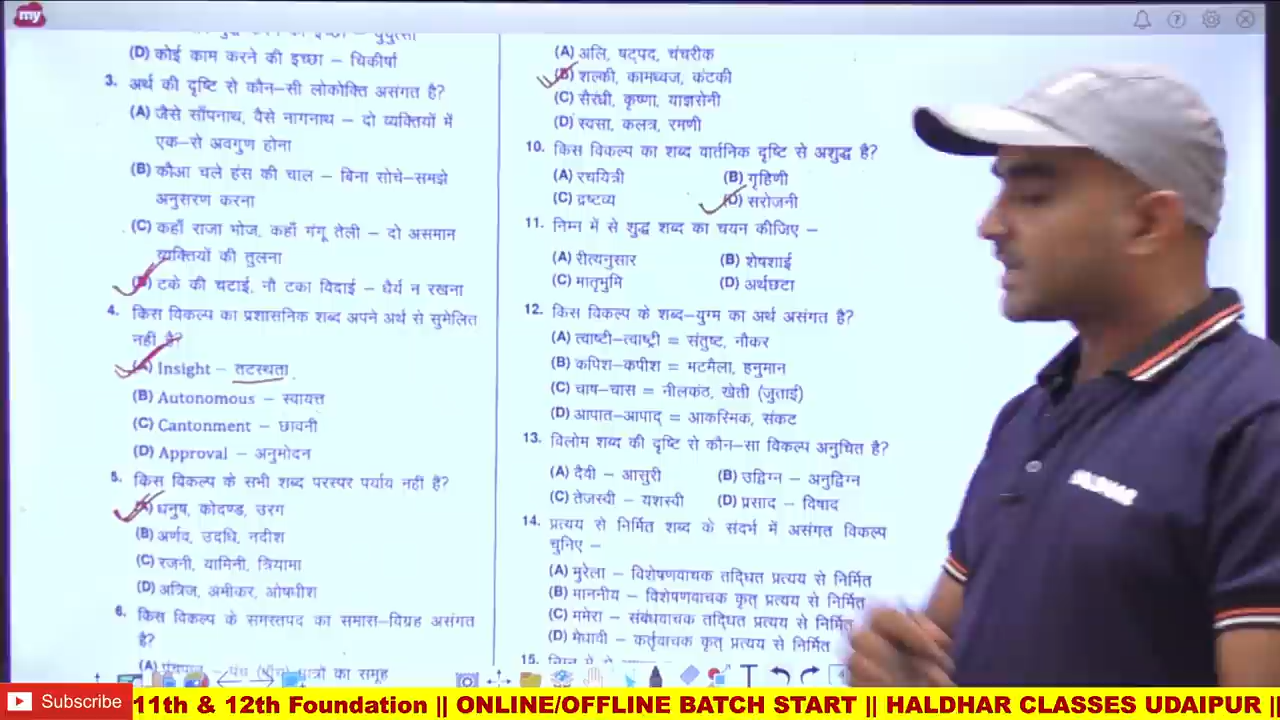 my
(D) कोई काम करने की इच्छा – चिकीर्षा
3. अर्थ की दृष्टि से कौन–सी लोकोक्ति असंगत है?
(A) जैसे साँपनाथ, वैसे नागनाथ – दो व्यक्तियों में
एक–से अवगुण होना
(B) कौआ चले हंस की चाल – बिना सोचे–समझे
अनुसरण करना
(C) कहाँ राजा भोज, कहाँ गंगू तेली – दो असमान
व्यक्तियों की तुलना
टके की चटाई, नौ टका विदाई – धैर्य न रखना
4. किस विकल्प का प्रशासनिक शब्द अपने अर्थ से सुमेलित
नहीं है?
(A) Insight – तटस्थता
(B) Autonomous – स्वायत्त
(C) Cantonment – छावनी
(D) Approval – अनुमोदन
5. किस विकल्प के सभी शब्द परस्पर पर्याय नहीं है?
(A) धनुष, कोदण्ड, उरग
(B) अर्णव, उदधि, नदीश
(C) रजनी, यामिनी, त्रियामा
(D) अत्रिज, अमीकर, ओषधीश
6. किस विकल्प के समस्तपद का समास–विग्रह असंगत
है?
(A) पात्रों का समूह
(A) अलि, षट्पद, चंचरीक
(B) शल्की, कामध्वज, कंटकी
(C) सैरंध्री, कृष्णा, याज्ञसेनी
(D) स्वसा, कलत्र, रमणी
10. किस विकल्प का शब्द वार्तनिक दृष्टि से अशुद्ध है?
(A) रचयित्री (B) गृहिणी
(C) द्रष्टव्य (D) सरोजनी
11. निम्न में से शुद्ध शब्द का चयन कीजिए –
(A) रीत्यनुसार (B) शेषशाई
(C) मातृभुमि (D) अर्थछटा
12. किस विकल्प के शब्द–युग्म का अर्थ असंगत है?
(A) त्वाष्टी–त्वाष्ट्री = संतुष्ट, नौकर
(B) कपिश–कपीश = मटमैला, हनुमान
(C) चाष–चास = नीलकंठ, खेती (जुताई)
(D) आपात–आपाद् = आकस्मिक, संकट
13. विलोम शब्द की दृष्टि से कौन–सा विकल्प अनुचित है?
(A) दैवी – आसुरी (B) उद्विग्न – अनुद्विग्न
(C) तेजस्वी – यशस्वी (D) प्रसाद – विषाद
14. प्रत्यय से निर्मित शब्द के संदर्भ में असंगत विकल्प
चुनिए –
(A) मुरेला – विशेषणवाचक तद्धित प्रत्यय से निर्मित
(B) माननीय – विशेषणवाचक कृत् प्रत्यय से निर्मित
(C) ममेरा – संबंधवाचक तद्धित प्रत्यय से निर्मित
(D) मेधावी – कर्तृवाचक कृत् प्रत्यय से निर्मित
15.
HALDHAR
Subscribe
11th & 12th Foundation || ONLINE/OFFLINE BATCH START || HALDHAR CLASSES UDAIPUR ||